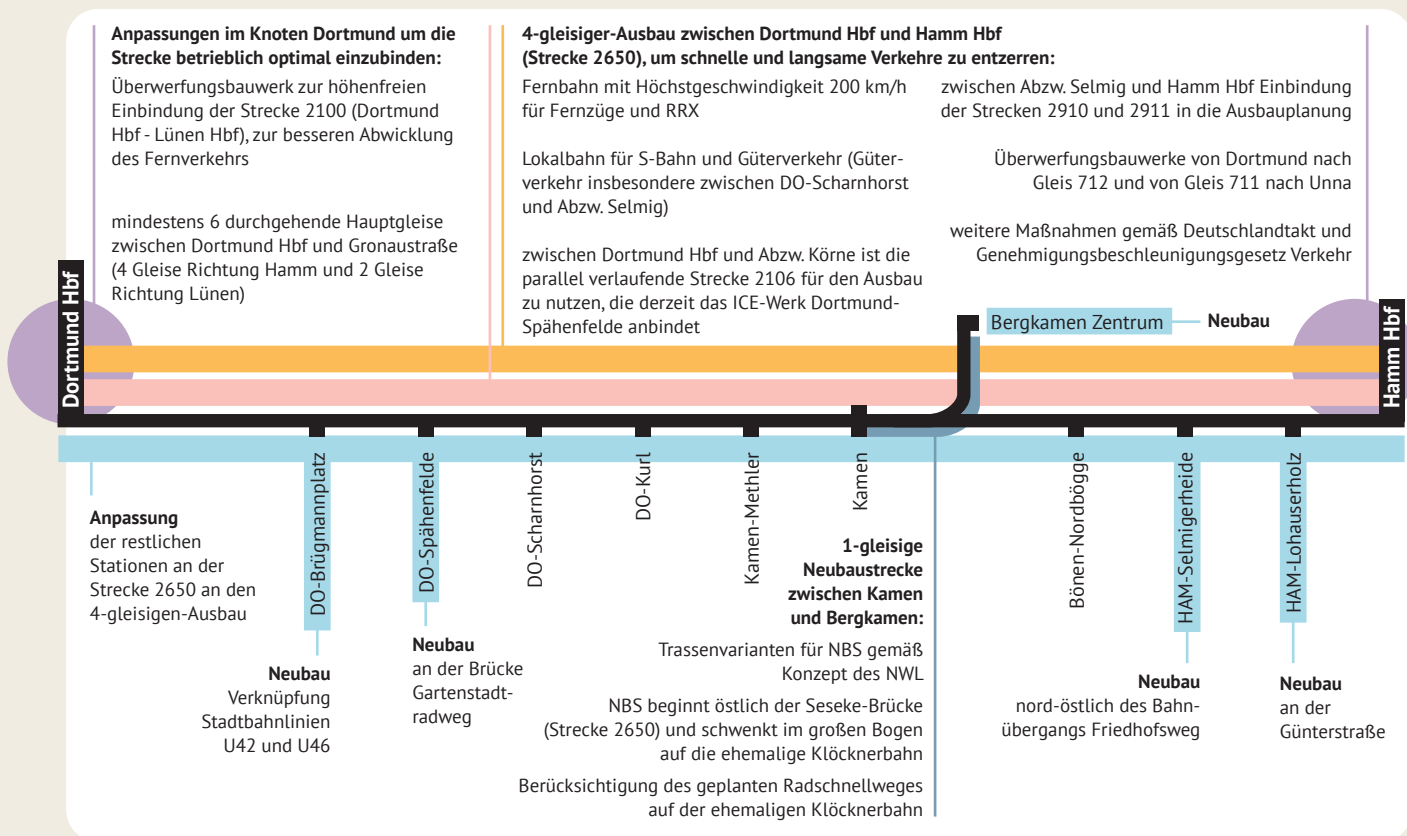 Anpassungen im Knoten Dortmund um die
Strecke betrieblich optimal einzubinden:
Überwerfungsbauwerk zur höhenfreien
Einbindung der Strecke 2100 (Dortmund
Hbf - Lünen Hbf), zur besseren Abwicklung
des Fernverkehrs
mindestens 6 durchgehende Hauptgleise
zwischen Dortmund Hbf und Gronaustraße
(4 Gleise Richtung Hamm und 2 Gleise
Richtung Lünen)
4-gleisiger-Ausbau zwischen Dortmund Hbf und Hamm Hbf
(Strecke 2650), um schnelle und langsame Verkehre zu entzerren:
Fernbahn mit Höchstgeschwindigkeit 200 km/h
für Fernzüge und RRX
Lokalbahn für S-Bahn und Güterverkehr (Güter-
verkehr insbesondere zwischen DO-Scharnhorst
und Abzw. Selmig)
zwischen Dortmund Hbf und Abzw. Körne ist die
parallel verlaufende Strecke 2106 für den Ausbau
zu nutzen, die derzeit das ICE-Werk Dortmund-
Spähenfelde anbindet
zwischen Abzw. Selmig und Hamm Hbf Einbindung
der Strecken 2910 und 2911 in die Ausbauplanung
Überwerfungsbauwerke von Dortmund nach
Gleis 712 und von Gleis 711 nach Unna
weitere Maßnahmen gemäß Deutschlandtakt und
Genehmigungsbeschleunigungsgesetz Verkehr
Bergkamen Zentrum
Neubau
Dortmund Hbf
Hamm Hbf
DO-Brügmannplatz
DO-Spähenfelde
DO-Scharnhorst
DO-Kurl
Kamen-Methler
Kamen
Bönen-Nordbögge
HAM-Selmigerheide
HAM-Lohauserholz
Anpassung
der restlichen
Stationen an der
Strecke 2650 an den
4-gleisigen-Ausbau
Neubau
Verknüpfung
Stadtbahnlinien
U42 und U46
Neubau
an der Brücke
Gartenstadt-
radweg
1-gleisige
Neubaustrecke
zwischen Kamen
und Bergkamen:
Trassenvarianten für NBS gemäß
Konzept des NWL
NBS beginnt östlich der Seseke-Brücke
(Strecke 2650) und schwenkt im großen Bogen
auf die ehemalige Klöcknerbahn
Berücksichtigung des geplanten Radschnellweges
auf der ehemaligen Klöcknerbahn
Neubau
nord-östlich des Bahn-
übergangs Friedhofsweg
Neubau
an der
Günterstraße